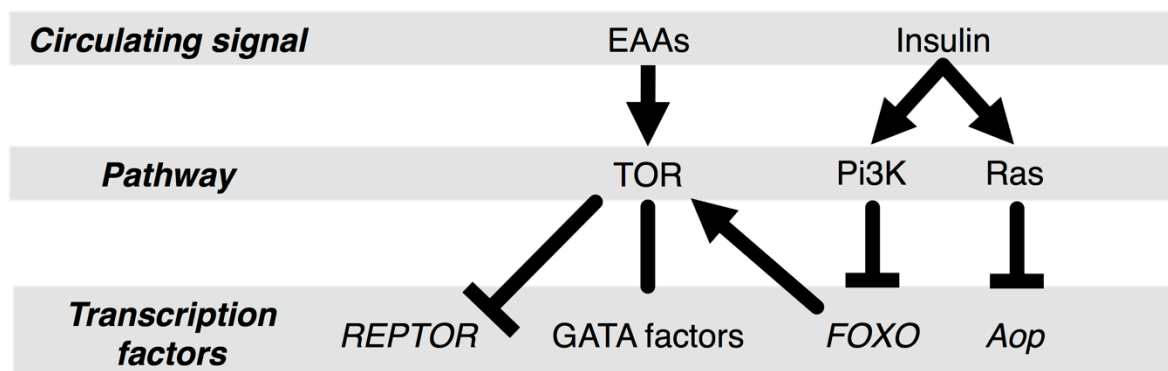 Circulating signal EAAs Insulin
Pathway TOR Pi3K Ras
Transcription
factors REPTOR GATA factors FOXO Aop